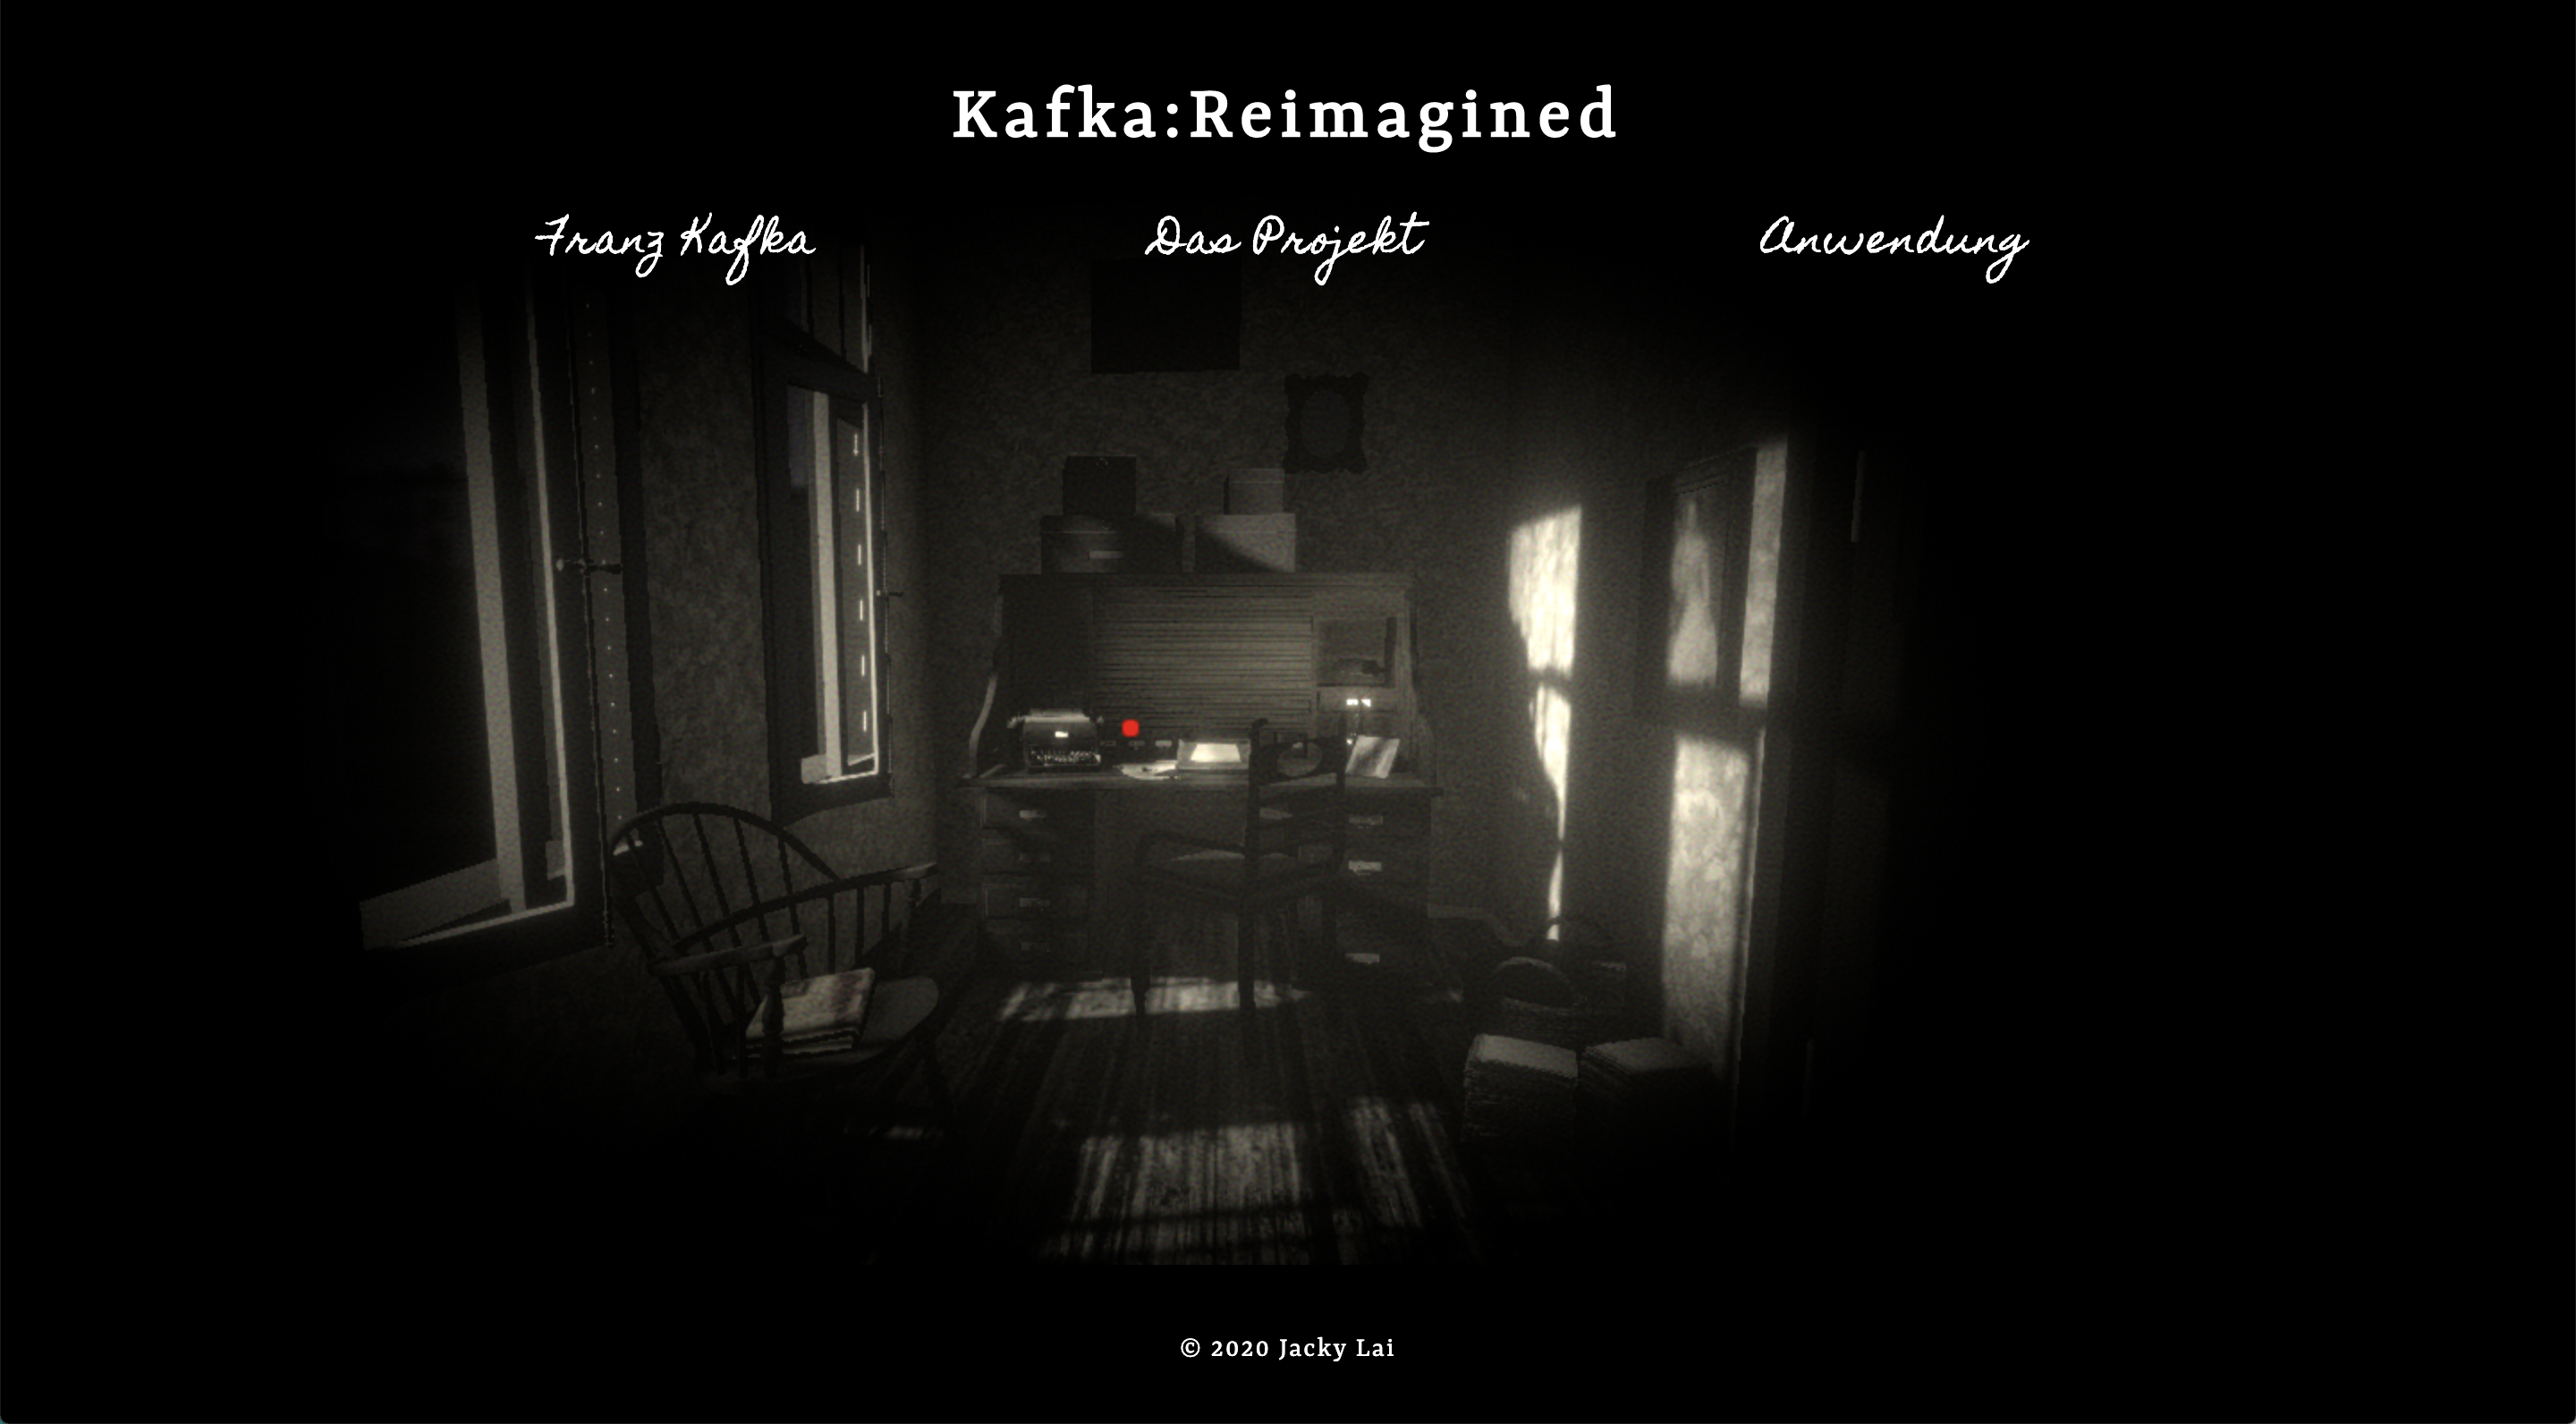 Kafka:Reimagined
Franz Kafka
Das Projekt
Anwendung
© 2020 Jacky Lai